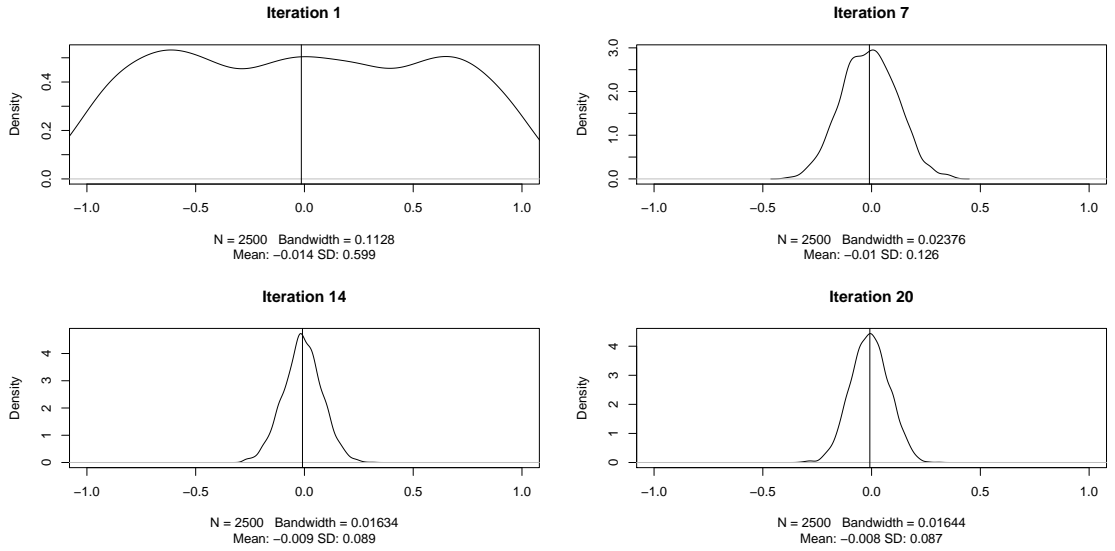 Iteration 1
Density
0.0 0.2 0.4
−1.0 −0.5 0.0 0.5 1.0
N = 2500 Bandwidth = 0.1128
Mean: −0.014 SD: 0.599
Iteration 7
Density
0.0 1.0 2.0 3.0
−1.0 −0.5 0.0 0.5 1.0
N = 2500 Bandwidth = 0.02376
Mean: −0.01 SD: 0.126
Iteration 14
Density
0 1 2 3 4
−1.0 −0.5 0.0 0.5 1.0
N = 2500 Bandwidth = 0.01634
Mean: −0.009 SD: 0.089
Iteration 20
Density
0 1 2 3 4
−1.0 −0.5 0.0 0.5 1.0
N = 2500 Bandwidth = 0.01644
Mean: −0.008 SD: 0.087